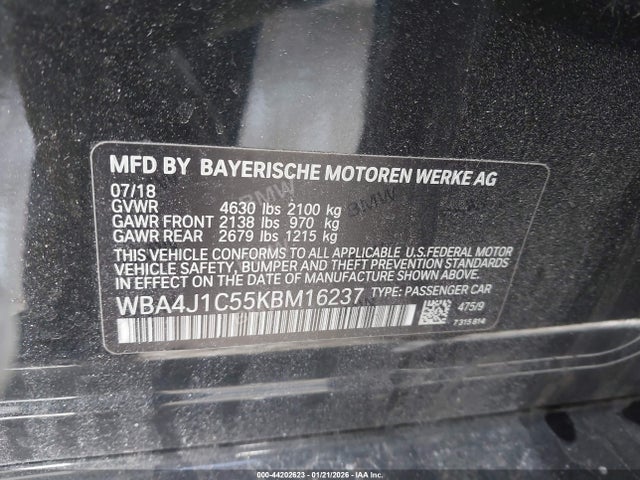 MFD BY BAYERISCHE MOTOREN WERKE AG
07/18
GVWR 4630 lbs 2100 kg
GAWR FRONT 2138 lbs 970 kg
GAWR REAR 2679 lbs 1215 kg
THIS VEHICLE CONFORMS TO ALL APPLICABLE U.S. FEDERAL MOTOR
VEHICLE SAFETY, BUMPER AND THEFT PREVENTION STANDARDS
IN EFFECT ON THE DATE OF MANUFACTURE SHOWN ABOVE.
WBA4J1C55KBM16237 TYPE: PASSENGER CAR
475/9
7315814
BMW
BMW
000-44202623 - 01/21/2026 - IAA Inc.